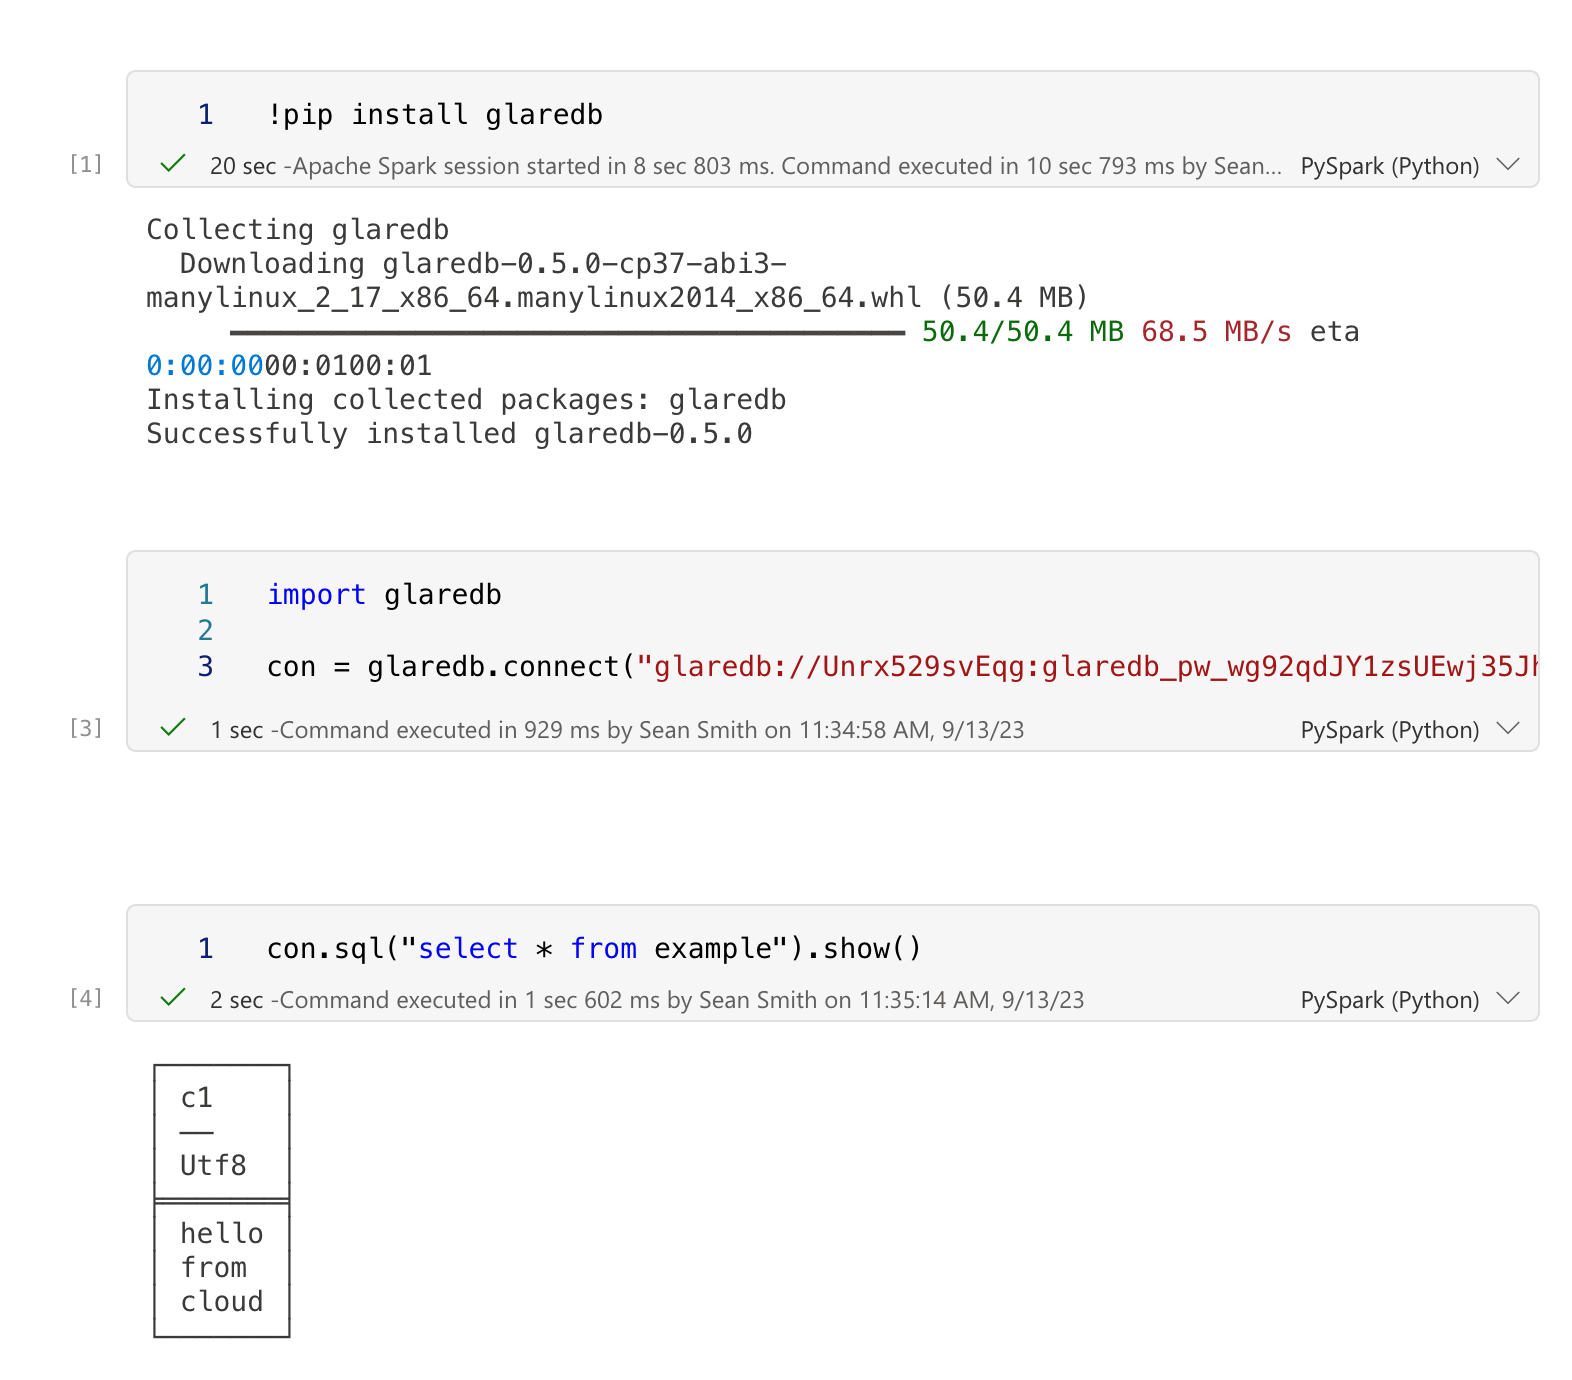 1 !pip install glaredb
[1] 20 sec -Apache Spark session started in 8 sec 803 ms. Command executed in 10 sec 793 ms by Sean... PySpark (Python)
Collecting glaredb
Downloading glaredb-0.5.0-cp37-abi3-
manylinux_2_17_x86_64.manylinux2014_x86_64.whl (50.4 MB)
50.4/50.4 MB 68.5 MB/s eta
0:00:0000:0100:01
Installing collected packages: glaredb
Successfully installed glaredb-0.5.0
1 import glaredb
2
3 con = glaredb.connect("glaredb://Unrx529svEqg:glaredb_pw_wg92qdJY1zsUEwj35Jh
[3] 1 sec -Command executed in 929 ms by Sean Smith on 11:34:58 AM, 9/13/23 PySpark (Python)
1 con.sql("select * from example").show()
[4] 2 sec -Command executed in 1 sec 602 ms by Sean Smith on 11:35:14 AM, 9/13/23 PySpark (Python)
c1
──
Utf8
hello
from
cloud